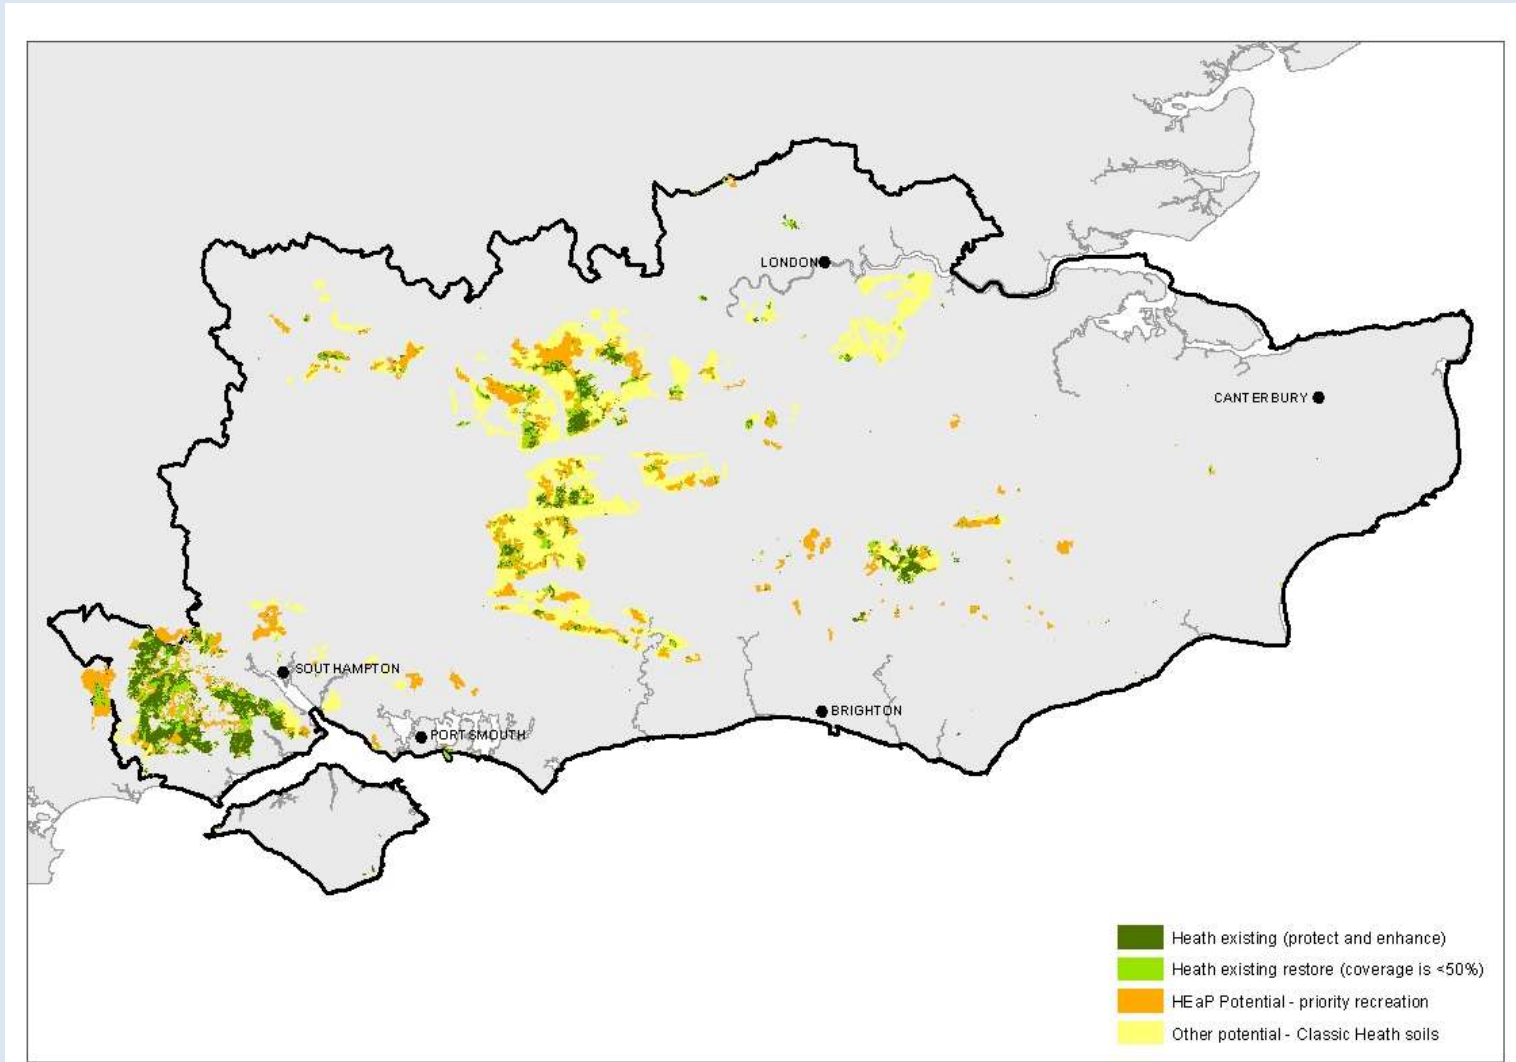 LONDON
CANTERBURY
SOUTHAMPTON
BRIGHTON
PORTSMOUTH
Heath existing (protect and enhance)
Heath existing restore (coverage is <50%)
HEaP Potential - priority recreation
Other potential - Classic Heath soils